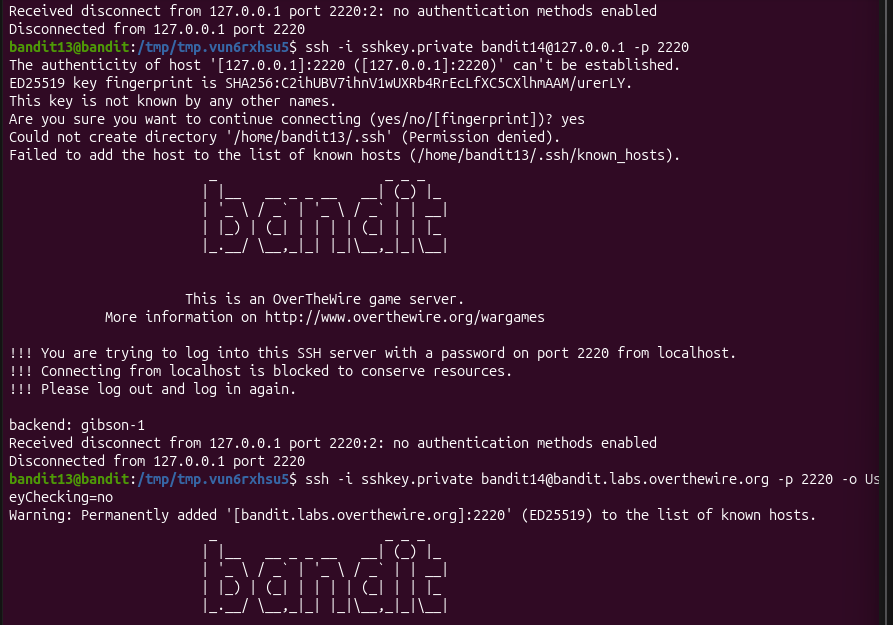 Received disconnect from 127.0.0.1 port 2220:2: no authentication methods enabled
Disconnected from 127.0.0.1 port 2220
bandit13@bandit:/tmp/tmp.vun6rxhsu5$ ssh -i sshkey.private bandit14@127.0.0.1 -p 2220
The authenticity of host '[127.0.0.1]:2220 ([127.0.0.1]:2220)' can't be established.
ED25519 key fingerprint is SHA256:C2ihUBV7ihnV1wUXRb4RrEcLfXC5CXlhmAAM/urerLY.
This key is not known by any other names.
Are you sure you want to continue connecting (yes/no/[fingerprint])? yes
Could not create directory '/home/bandit13/.ssh' (Permission denied).
Failed to add the host to the list of known hosts (/home/bandit13/.ssh/known_hosts).
                         _                     _ _ _
                        | |__   __ _ _ __   __| (_) |_
                        | '_ \ / _` | '_ \ / _` | | __|
                        | |_) | (_| | | | | (_| | | |_
                        |_.__/ \__,_|_| |_|\__,_|_|\__|
This is an OverTheWire game server.
More information on http://www.overthewire.org/wargames
!!! You are trying to log into this SSH server with a password on port 2220 from localhost.
!!! Connecting from localhost is blocked to conserve resources.
!!! Please log out and log in again.
backend: gibson-1
Received disconnect from 127.0.0.1 port 2220:2: no authentication methods enabled
Disconnected from 127.0.0.1 port 2220
bandit13@bandit:/tmp/tmp.vun6rxhsu5$ ssh -i sshkey.private bandit14@bandit.labs.overthewire.org -p 2220 -o Us
eyChecking=no
Warning: Permanently added '[bandit.labs.overthewire.org]:2220' (ED25519) to the list of known hosts.
                         _                     _ _ _
                        | |__   __ _ _ __   __| (_) |_
                        | '_ \ / _` | '_ \ / _` | | __|
                        | |_) | (_| | | | | (_| | | |_
                        |_.__/ \__,_|_| |_|\__,_|_|\__|